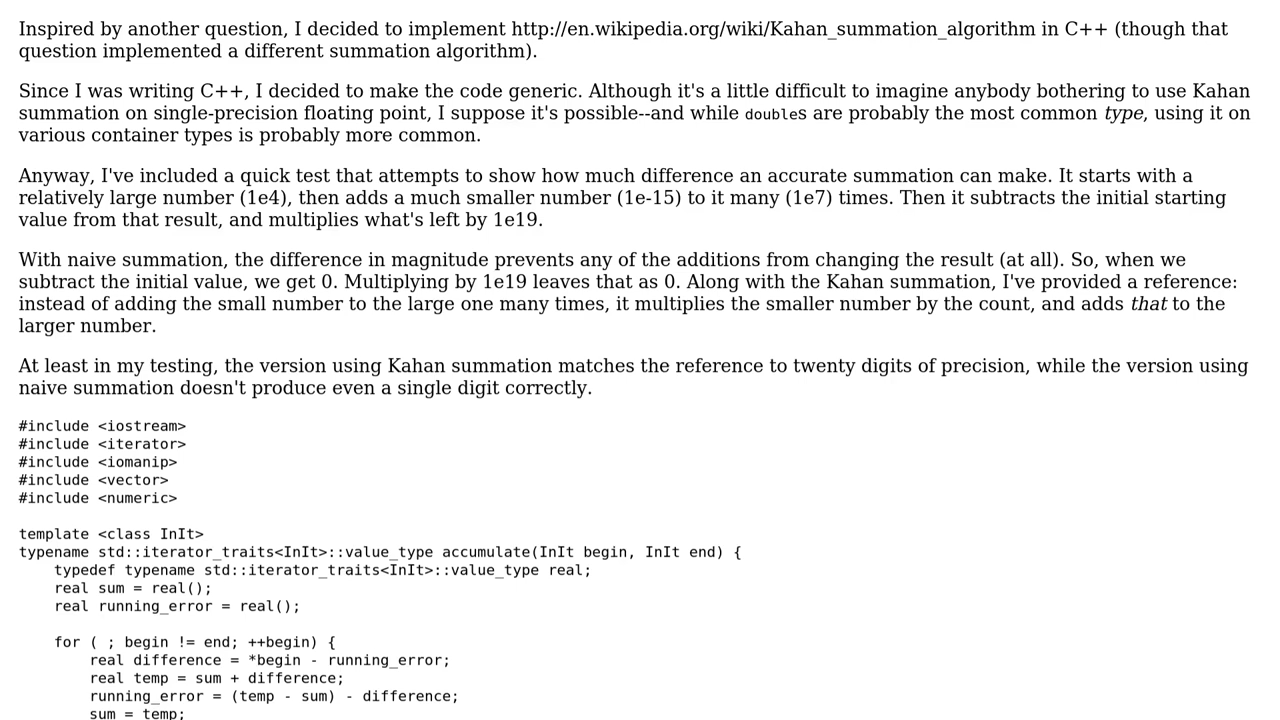 Inspired by another question, I decided to implement http://en.wikipedia.org/wiki/Kahan_summation_algorithm in C++ (though that
question implemented a different summation algorithm).
Since I was writing C++, I decided to make the code generic. Although it's a little difficult to imagine anybody bothering to use Kahan
summation on single-precision floating point, I suppose it's possible--and while doubles are probably the most common type, using it on
various container types is probably more common.
Anyway, I've included a quick test that attempts to show how much difference an accurate summation can make. It starts with a
relatively large number (1e4), then adds a much smaller number (1e-15) to it many (1e7) times. Then it subtracts the initial starting
value from that result, and multiplies what's left by 1e19.
With naive summation, the difference in magnitude prevents any of the additions from changing the result (at all). So, when we
subtract the initial value, we get 0. Multiplying by 1e19 leaves that as 0. Along with the Kahan summation, I've provided a reference:
instead of adding the small number to the large one many times, it multiplies the smaller number by the count, and adds that to the
larger number.
At least in my testing, the version using Kahan summation matches the reference to twenty digits of precision, while the version using
naive summation doesn't produce even a single digit correctly.
#include <iostream>
#include <iterator>
#include <iomanip>
#include <vector>
#include <numeric>
template <class InIt>
typename std::iterator_traits<InIt>::value_type accumulate(InIt begin, InIt end) {
    typedef typename std::iterator_traits<InIt>::value_type real;
    real sum = real();
    real running_error = real();
    for ( ; begin != end; ++begin) {
        real difference = *begin - running_error;
        real temp = sum + difference;
        running_error = (temp - sum) - difference;
        sum = temp;